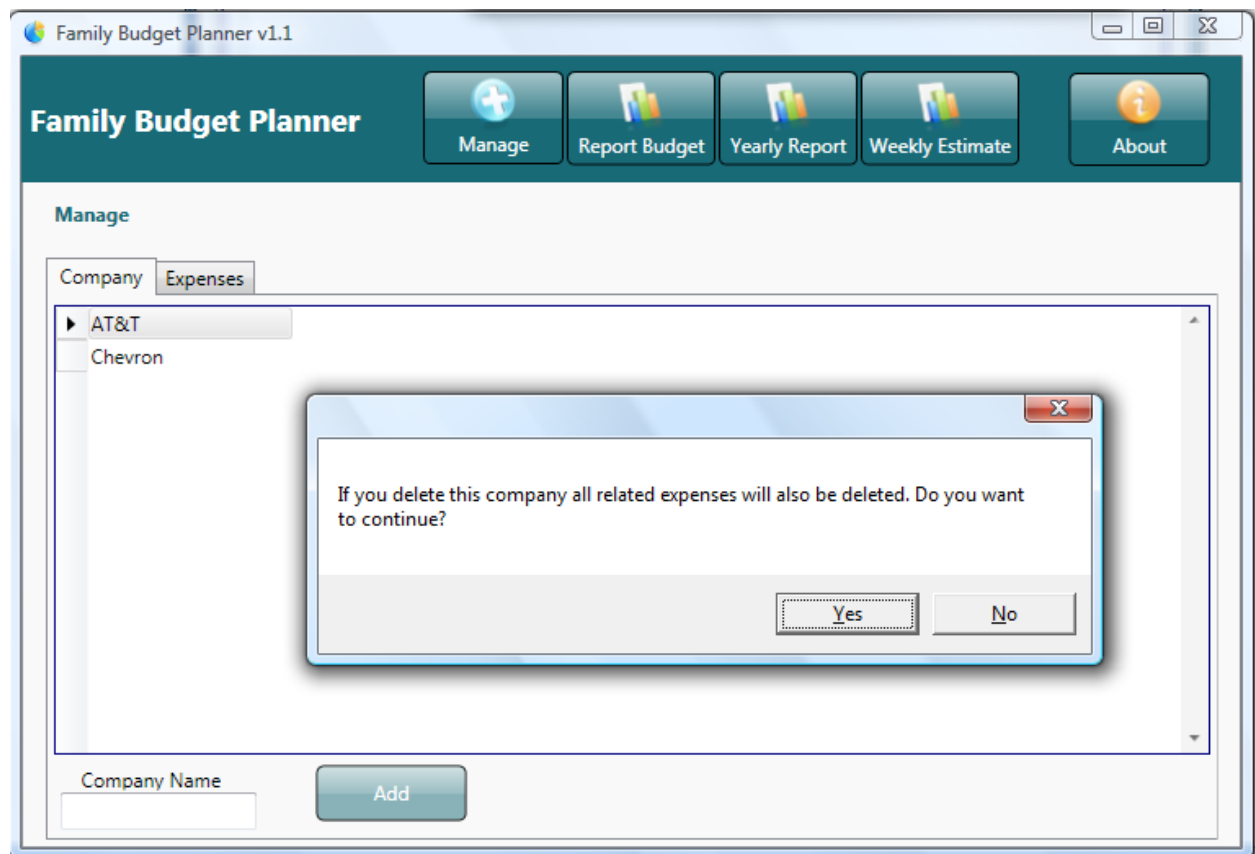 Family Budget Planner v1.1
Family Budget Planner
Manage
Report Budget
Yearly Report
Weekly Estimate
About
Manage
Company
Expenses
AT&T
Chevron
If you delete this company all related expenses will also be deleted. Do you want
to continue?
Yes
No
Company Name
Add